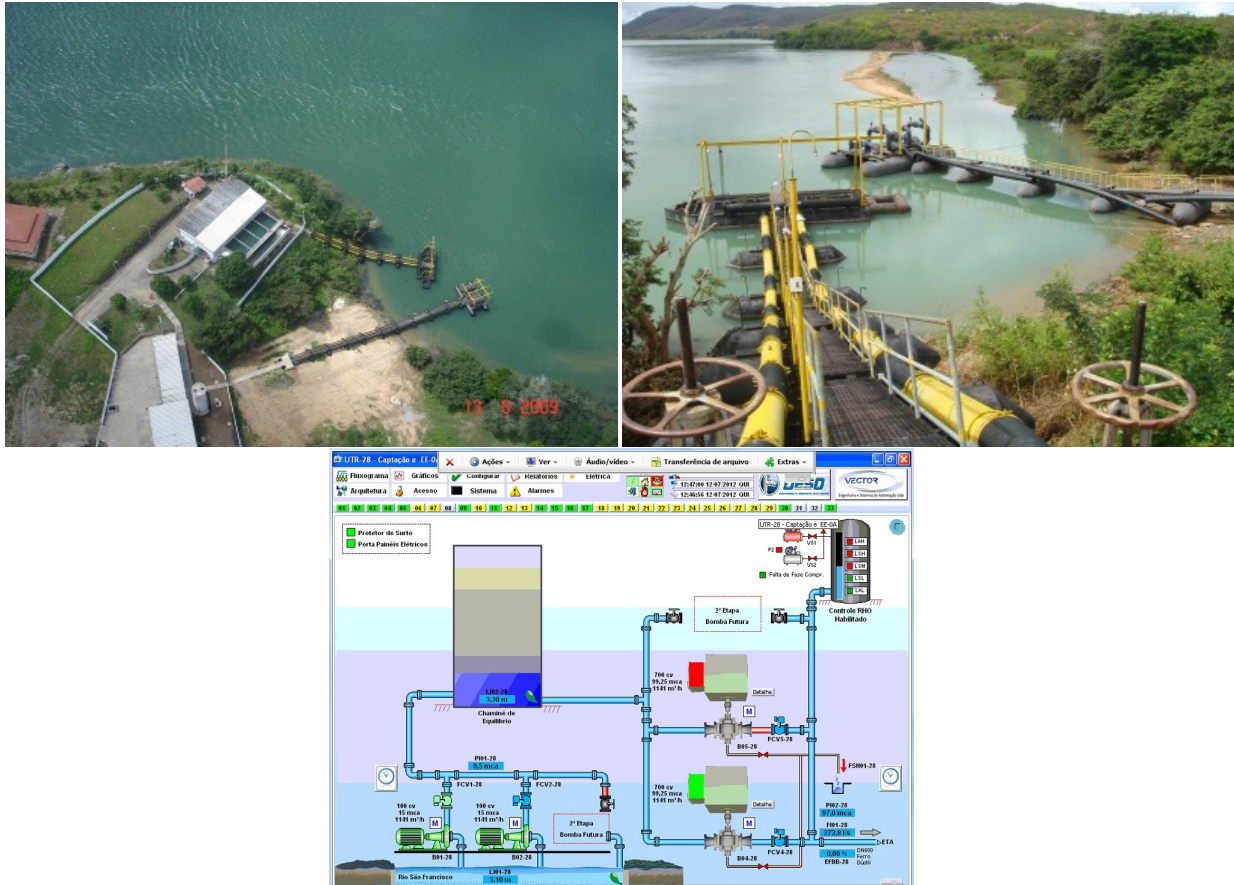 13 8 2009
UTR-28 - Captação e EE-0A
Ações
Ver
Áudio/vídeo
Transferência de arquivo
Extras
Fluxograma
Gráficos
Configurar
Relatórios
Elétrica
12:47:00 12/07/2012 QUI
DESO
VECTOR
Engenharia e Sistemas de Automação Ltda
Arquitetura
Acesso
Sistema
Alarmes
12:46:56 12/07/2012 QUI
01 02 03 04 05 06 07 08 09 10 11 12 13 14 15 16 17 18 19 20 21 22 23 24 25 26 27 28 29 30 31 32 33
Protetor de Surto
Porta Painéis Elétricos
UTR-28 - Captação e EE-0A
VS1
P2
VS2
Falta de Fase Compr.
LAH
LSH
LSM
LSL
LAL
Controle RHO
Habilitado
2ª Etapa
Bomba Futura
700 cv
99,25 mca
1141 m³/h
Detalhe
M
B05-28
FCV5-28
FSH01-28
LI02-28
3,30 m
Chaminé de
Equilíbrio
PI01-28
9,5 mca
FCV1-28
FCV2-28
100 cv
15 mca
1141 m³/h
M
B01-28
100 cv
15 mca
1141 m³/h
M
B02-28
2ª Etapa
Bomba Futura
700 cv
99,25 mca
1141 m³/h
Detalhe
M
B04-28
FCV4-28
PI02-28
97,0 mca
FI01-28
272,8 l/s
ETA
0,00 %
EFBB-28
DN600
Ferro
Dúctil
Rio São Francisco
LI01-28
3,10 m